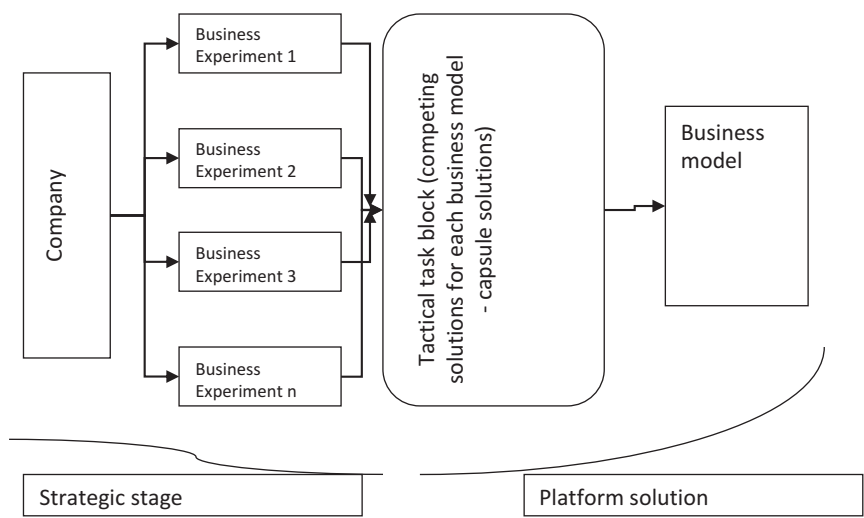 Company
Business
Experiment 1
Business
Experiment 2
Business
Experiment 3
Business
Experiment n
Tactical task block (competing
solutions for each business model
- capsule solutions)
Business
model
Strategic stage
Platform solution